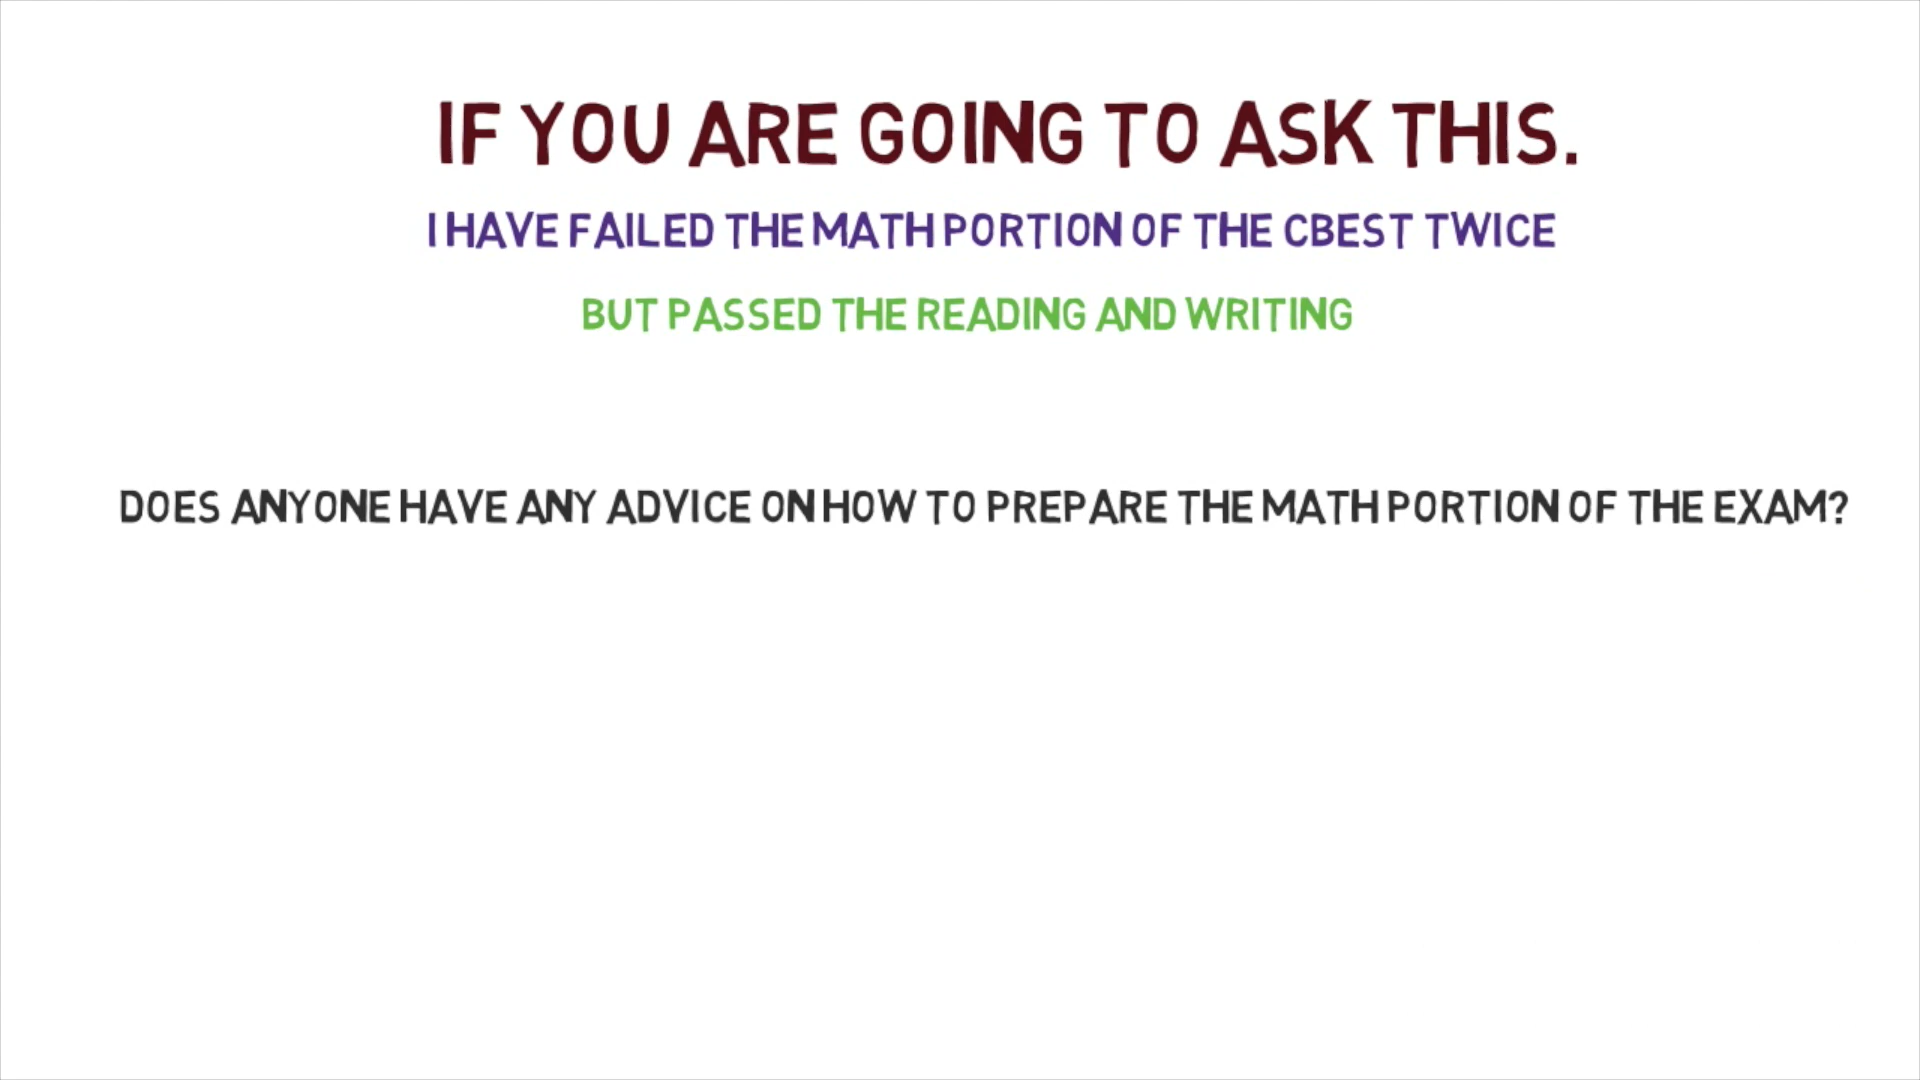 IF YOU ARE GOING TO ASK THIS.
I HAVE FAILED THE MATH PORTION OF THE CBEST TWICE
BUT PASSED THE READING AND WRITING
DOES ANYONE HAVE ANY ADVICE ON HOW TO PREPARE THE MATH PORTION OF THE EXAM?